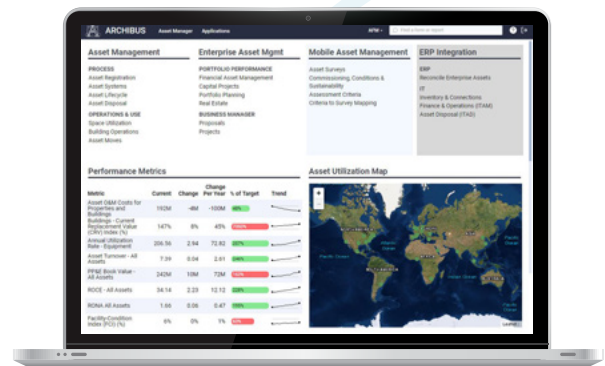 ARCHIBUS Asset Manager Applications BPM Find a form or report
Asset Management
PROCESS
Asset Registration
Asset Systems
Asset Lifecycle
Asset Disposal
OPERATIONS & USE
Space Utilization
Building Operations
Asset Moves
Enterprise Asset Mgmt
PORTFOLIO PERFORMANCE
Financial Asset Management
Capital Projects
Portfolio Planning
Real Estate
BUSINESS MANAGER
Proposals
Projects
Mobile Asset Management
Asset Surveys
Commissioning, Conditions &
Sustainability
Assessment Criteria
Criteria to Survey Mapping
ERP Integration
ERP
Reconcile Enterprise Assets
IT
Inventory & Connections
Finance & Operations (ITAM)
Asset Disposal (ITAD)
Performance Metrics
Metric Current Change Change Per Year % of Target Trend
Asset O&M Costs for
Properties and
Buildings
192M -4M -100M
Buildings - Current
Replacement Value
(CRV) Index (%)
147% 8% 45%
Annual Utilization
Rate - Equipment
206.56 2.94 72.82
Asset Turnover - All
Assets
7.39 0.04 2.61
PP&E Book Value -
All Assets
242M 10M 72M
ROCE - All Assets 34.14 2.23 12.12
RONA All Assets 1.66 0.06 0.47
Facility Condition
Index (FCI) (%)
6% 0% 1%
Asset Utilization Map
+